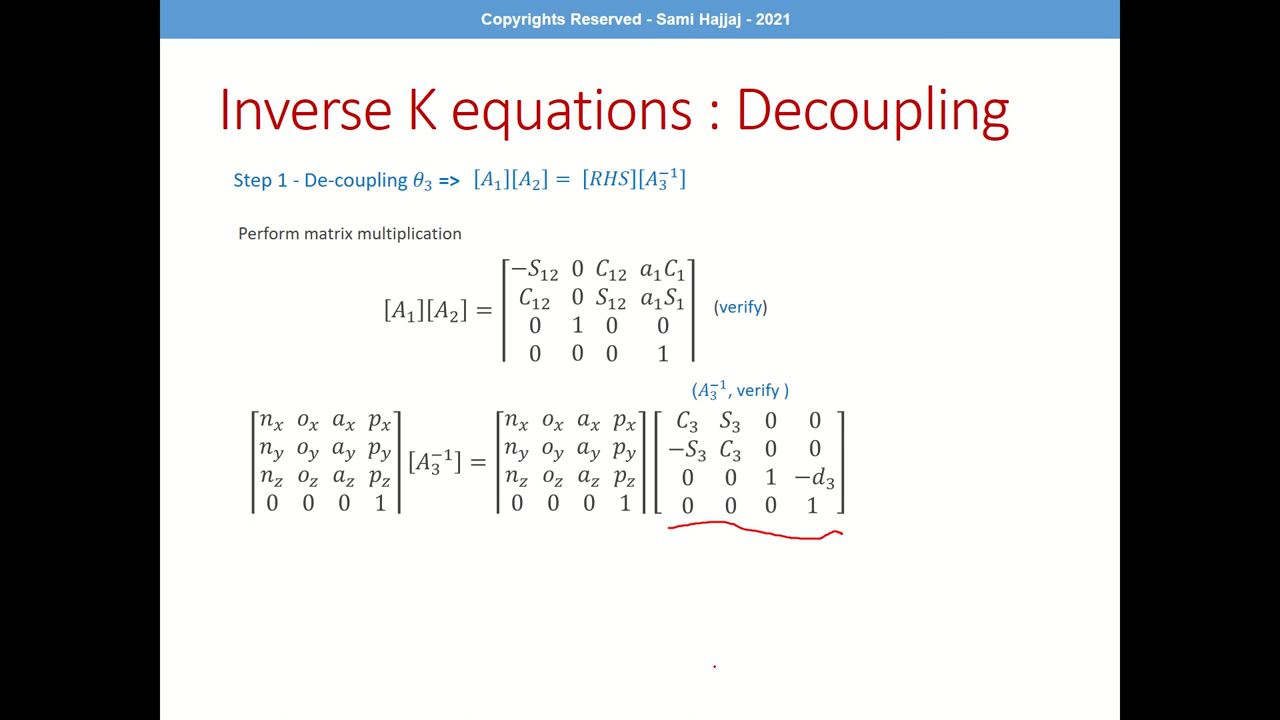 Copyrights Reserved - Sami Hajjaj - 2021
Inverse K equations : Decoupling
Step 1 - De-coupling θ₃ => [A₁][A₂] = [RHS][A₃⁻¹]
Perform matrix multiplication
[A₁][A₂] =
−S₁₂ 0 C₁₂ a₁C₁
C₁₂ 0 S₁₂ a₁S₁
0 1 0 0
0 0 0 1
(verify)
(A₃⁻¹, verify )
nₓ oₓ aₓ pₓ
n_y o_y a_y p_y
n_z o_z a_z p_z
0 0 0 1
[A₃⁻¹] =
nₓ oₓ aₓ pₓ
n_y o_y a_y p_y
n_z o_z a_z p_z
0 0 0 1
C₃ S₃ 0 0
−S₃ C₃ 0 0
0 0 1 −d₃
0 0 0 1